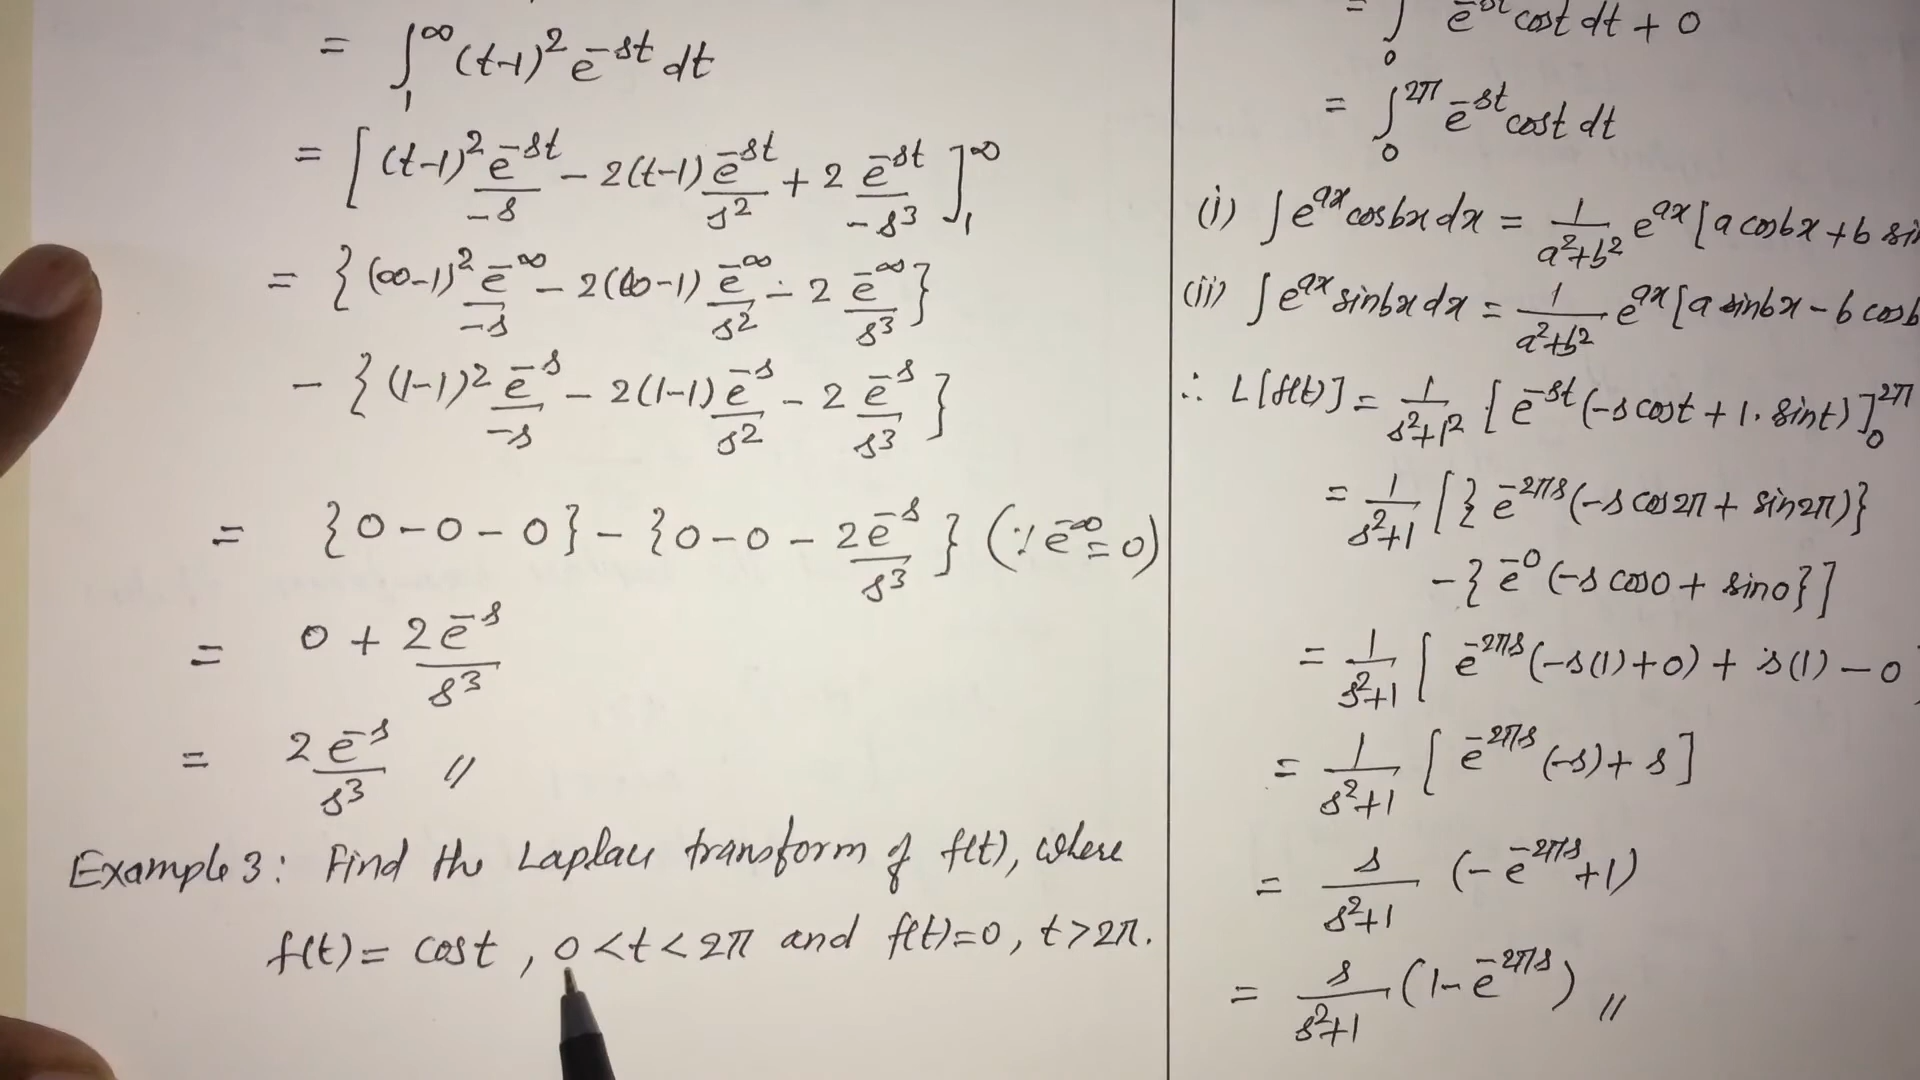 = ∫₁^∞ (t-1)² e^-st dt
= [ (t-1)² e^-st/-s - 2(t-1) e^-st/s² + 2 e^-st/-s³ ]₁^∞
= { (∞-1)² e^-∞/-s - 2(∞-1) e^-∞/s² - 2 e^-∞/s³ }
- { (1-1)² e^-s/-s - 2(1-1) e^-s/s² - 2 e^-s/s³ }
= {0-0-0} - {0-0- 2e^-s/s³ } (∵ e^-∞ = 0)
= 0 + 2e^-s/s³
= 2e^-s/s³ //
Example 3: Find the Laplace transform of f(t), where
f(t) = cost, 0<t<2π and f(t)=0, t>2π.
= ∫₀ e^-st cost dt + 0
= ∫₀^2π e^-st cost dt
(i) ∫e^ax cosbx dx = 1/a²+b² e^ax [a cosbx + b sin
(ii) ∫e^ax sinbx dx = 1/a²+b² e^ax [a sinbx - b cosb
∴ L[f(t)] = 1/s²+1² [ e^-st (-s cost + 1. sint) ]₀^2π
= 1/s²+1 [ { e^-2πs (-s cos2π + sin2π)}
- { e^-0 (-s cos0 + sin0}]
= 1/s²+1 [ e^-2πs (-s(1)+0) + s(1) - 0
= 1/s²+1 [ e^-2πs (-s) + s ]
= s/s²+1 (-e^-2πs +1)
= s/s²+1 (1-e^-2πs) //